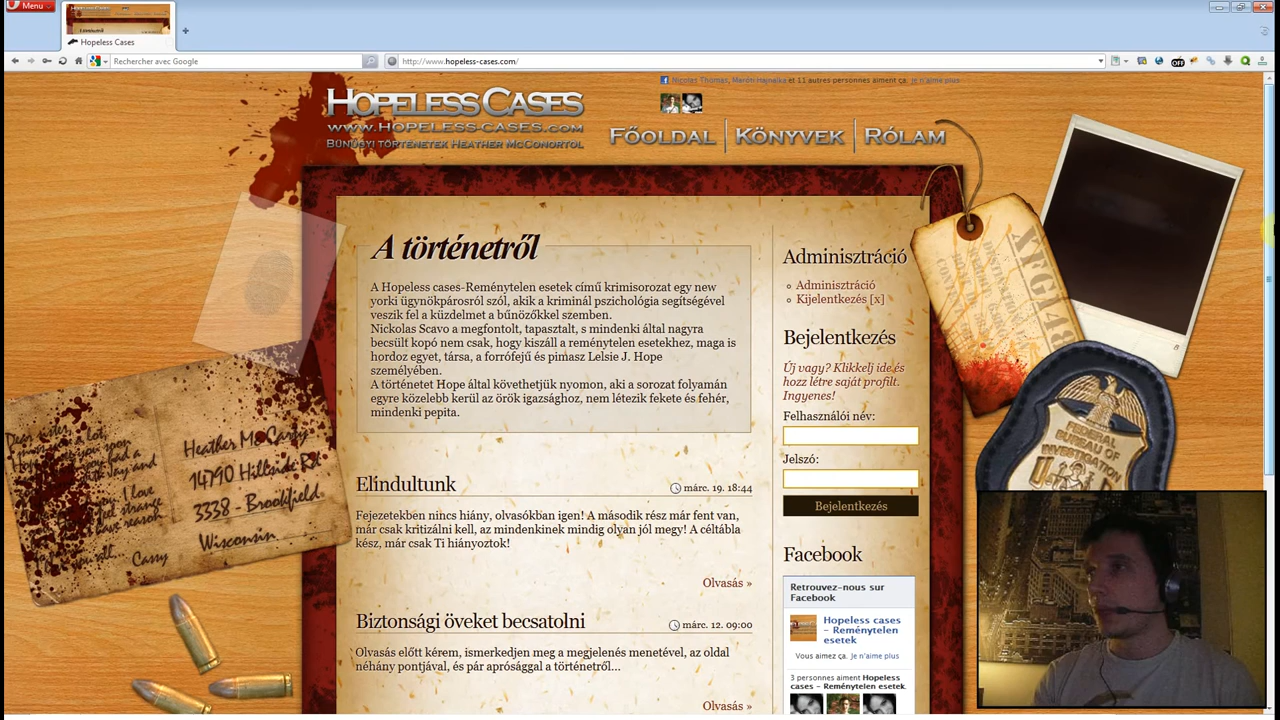 Menu
Hopeless Cases
Rechercher avec Google
http://www.hopeless-cases.com/
OFF
Nicolas Thomas, Maróti Hajnalka et 11 autres personnes aiment ça. Je n'aime plus
HOPELESS CASES
WWW.HOPELESS-CASES.COM
BŰNÜGYI TÖRTÉNETEK HEATHER MCCONORTOL
FŐOLDAL
KÖNYVEK
RÓLAM
A történetről
A Hopeless cases-Reménytelen esetek című krimisorozat egy new
yorki ügynökpárosról szól, akik a kriminál pszichológia segítségével
veszik fel a küzdelmet a bűnözőkkel szemben.
Nickolas Scavo a megfontolt, tapasztalt, s mindenki által nagyra
becsült kopó nem csak, hogy kiszáll a reménytelen esetekhez, maga is
hordoz egyet, társa, a forrófejű és pimasz Lelsie J. Hope
személyében.
A történetet Hope által követhetjük nyomon, aki a sorozat folyamán
egyre közelebb kerül az örök igazsághoz, nem létezik fekete és fehér,
mindenki pepita.
Elindultunk
márc. 19. 18:44
Fejezetekben nincs hiány, olvasókban igen! A második rész már fent van,
már csak kritizálni kell, az mindenkinek mindig olyan jól megy! A céltábla
kész, már csak Ti hiányoztok!
Olvasás »
Biztonsági öveket becsatolni
márc. 12. 09:00
Olvasás előtt kérem, ismerkedjen meg a megjelenés menetével, az oldal
néhány pontjával, és pár aprósággal a történetről...
Olvasás »
Adminisztráció
Adminisztráció
Kijelentkezés [x]
Bejelentkezés
Új vagy? Klikkelj ide és
hozz létre saját profilt.
Ingyenes!
Felhasználói név:
Jelszó:
Bejelentkezés
Facebook
Retrouvez-nous sur
Facebook
Hopeless cases
– Reménytelen
esetek
Vous aimez ça. Je n'aime plus
3 personnes aiment Hopeless
cases – Reménytelen esetek.
XFG148
FEDERAL
BUREAU OF
INVESTIGATION
Heather Mc
14790 Hillside Rd
3338 - Brookfield
Wisconsin
Cassy